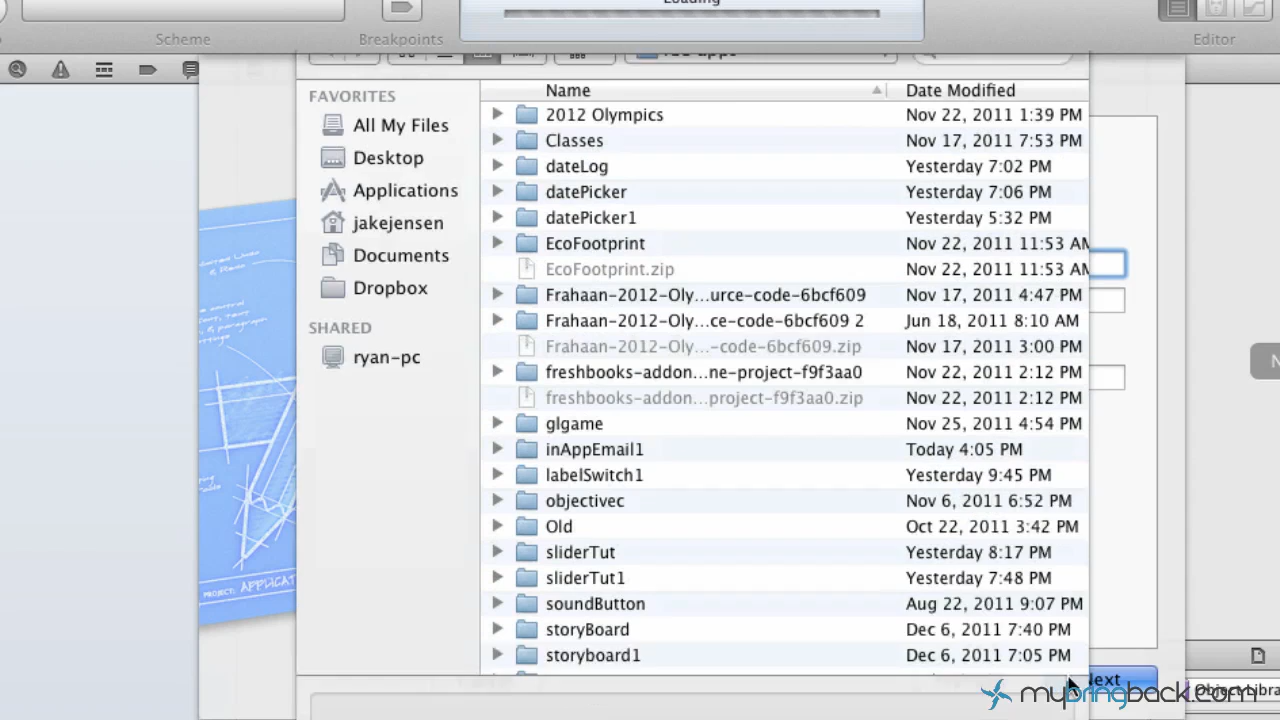 Loading
Scheme
Breakpoints
Editor
Name
Date Modified
FAVORITES
All My Files
Desktop
Applications
jakejensen
Documents
Dropbox
SHARED
ryan-pc
2012 Olympics Nov 22, 2011 1:39 PM
Classes Nov 17, 2011 7:53 PM
dateLog Yesterday 7:02 PM
datePicker Yesterday 7:06 PM
datePicker1 Yesterday 5:32 PM
EcoFootprint Nov 22, 2011 11:53 AM
EcoFootprint.zip Nov 22, 2011 11:53 AM
Frahaan-2012-Oly...urce-code-6bcf609 Nov 17, 2011 4:47 PM
Frahaan-2012-Oly...ce-code-6bcf609 2 Jun 18, 2011 8:10 AM
Frahaan-2012-Oly...-code-6bcf609.zip Nov 17, 2011 3:00 PM
freshbooks-addon...ne-project-f9f3aa0 Nov 22, 2011 2:12 PM
freshbooks-addon...project-f9f3aa0.zip Nov 22, 2011 2:12 PM
glgame Nov 25, 2011 4:54 PM
inAppEmail1 Today 4:05 PM
labelSwitch1 Yesterday 9:45 PM
objectivec Nov 6, 2011 6:52 PM
Old Oct 22, 2011 3:42 PM
sliderTut Yesterday 8:17 PM
sliderTut1 Yesterday 7:48 PM
soundButton Aug 22, 2011 9:07 PM
storyBoard Dec 6, 2011 7:40 PM
storyboard1 Dec 6, 2011 7:05 PM
PROJECT: APPLICAT
Next
Object Libra
mybringback.com